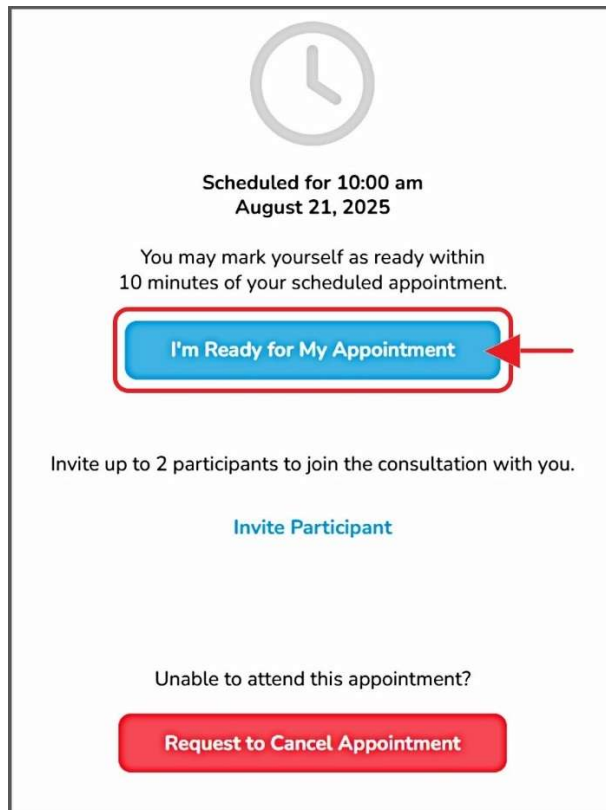 Scheduled for 10:00 am
August 21, 2025
You may mark yourself as ready within
10 minutes of your scheduled appointment.
I'm Ready for My Appointment
Invite up to 2 participants to join the consultation with you.
Invite Participant
Unable to attend this appointment?
Request to Cancel Appointment